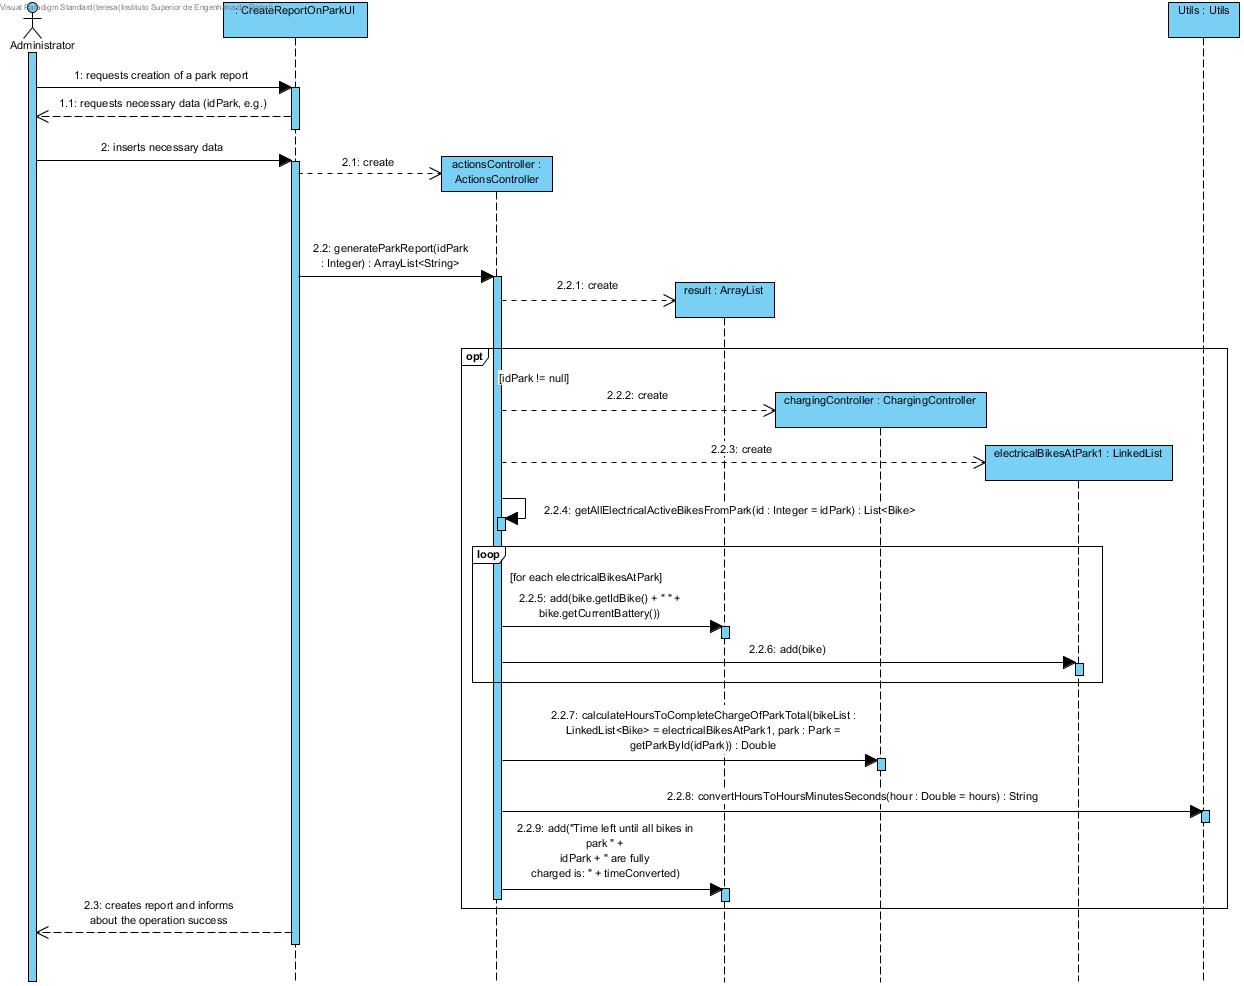 Visual Paradigm Standard(teresa(Instituto Superior de Engenharia
Administrator
: CreateReportOnParkUI
Utils : Utils
1: requests creation of a park report
1.1: requests necessary data (idPark, e.g.)
2: inserts necessary data
2.1: create
actionsController :
ActionsController
2.2: generateParkReport(idPark
: Integer) : ArrayList<String>
2.2.1: create
result : ArrayList
opt
[idPark != null]
2.2.2: create
chargingController : ChargingController
2.2.3: create
electricalBikesAtPark1 : LinkedList
2.2.4: getAllElectricalActiveBikesFromPark(id : Integer = idPark) : List<Bike>
loop
[for each electricalBikesAtPark]
2.2.5: add(bike.getIdBike() + " " +
bike.getCurrentBattery())
2.2.6: add(bike)
2.2.7: calculateHoursToCompleteChargeOfParkTotal(bikeList :
LinkedList<Bike> = electricalBikesAtPark1, park : Park =
getParkById(idPark)) : Double
2.2.8: convertHoursToHoursMinutesSeconds(hour : Double = hours) : String
2.2.9: add("Time left until all bikes in
park " +
idPark + " are fully
charged is: " + timeConverted)
2.3: creates report and informs
about the operation success